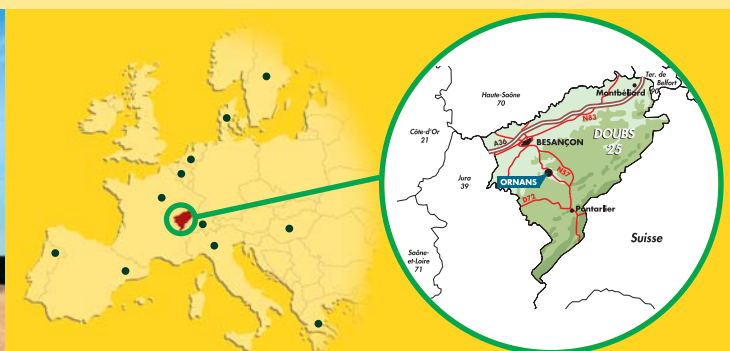 Ter. de
Belfort
90
Montbéliard
Haute-Saône
70
N83
Côte-d'Or
21
DOUBS
25
A36
BESANÇON
N57
Jura
39
ORNANS
D72
Pontarlier
Suisse
Saône-
et-Loire
71